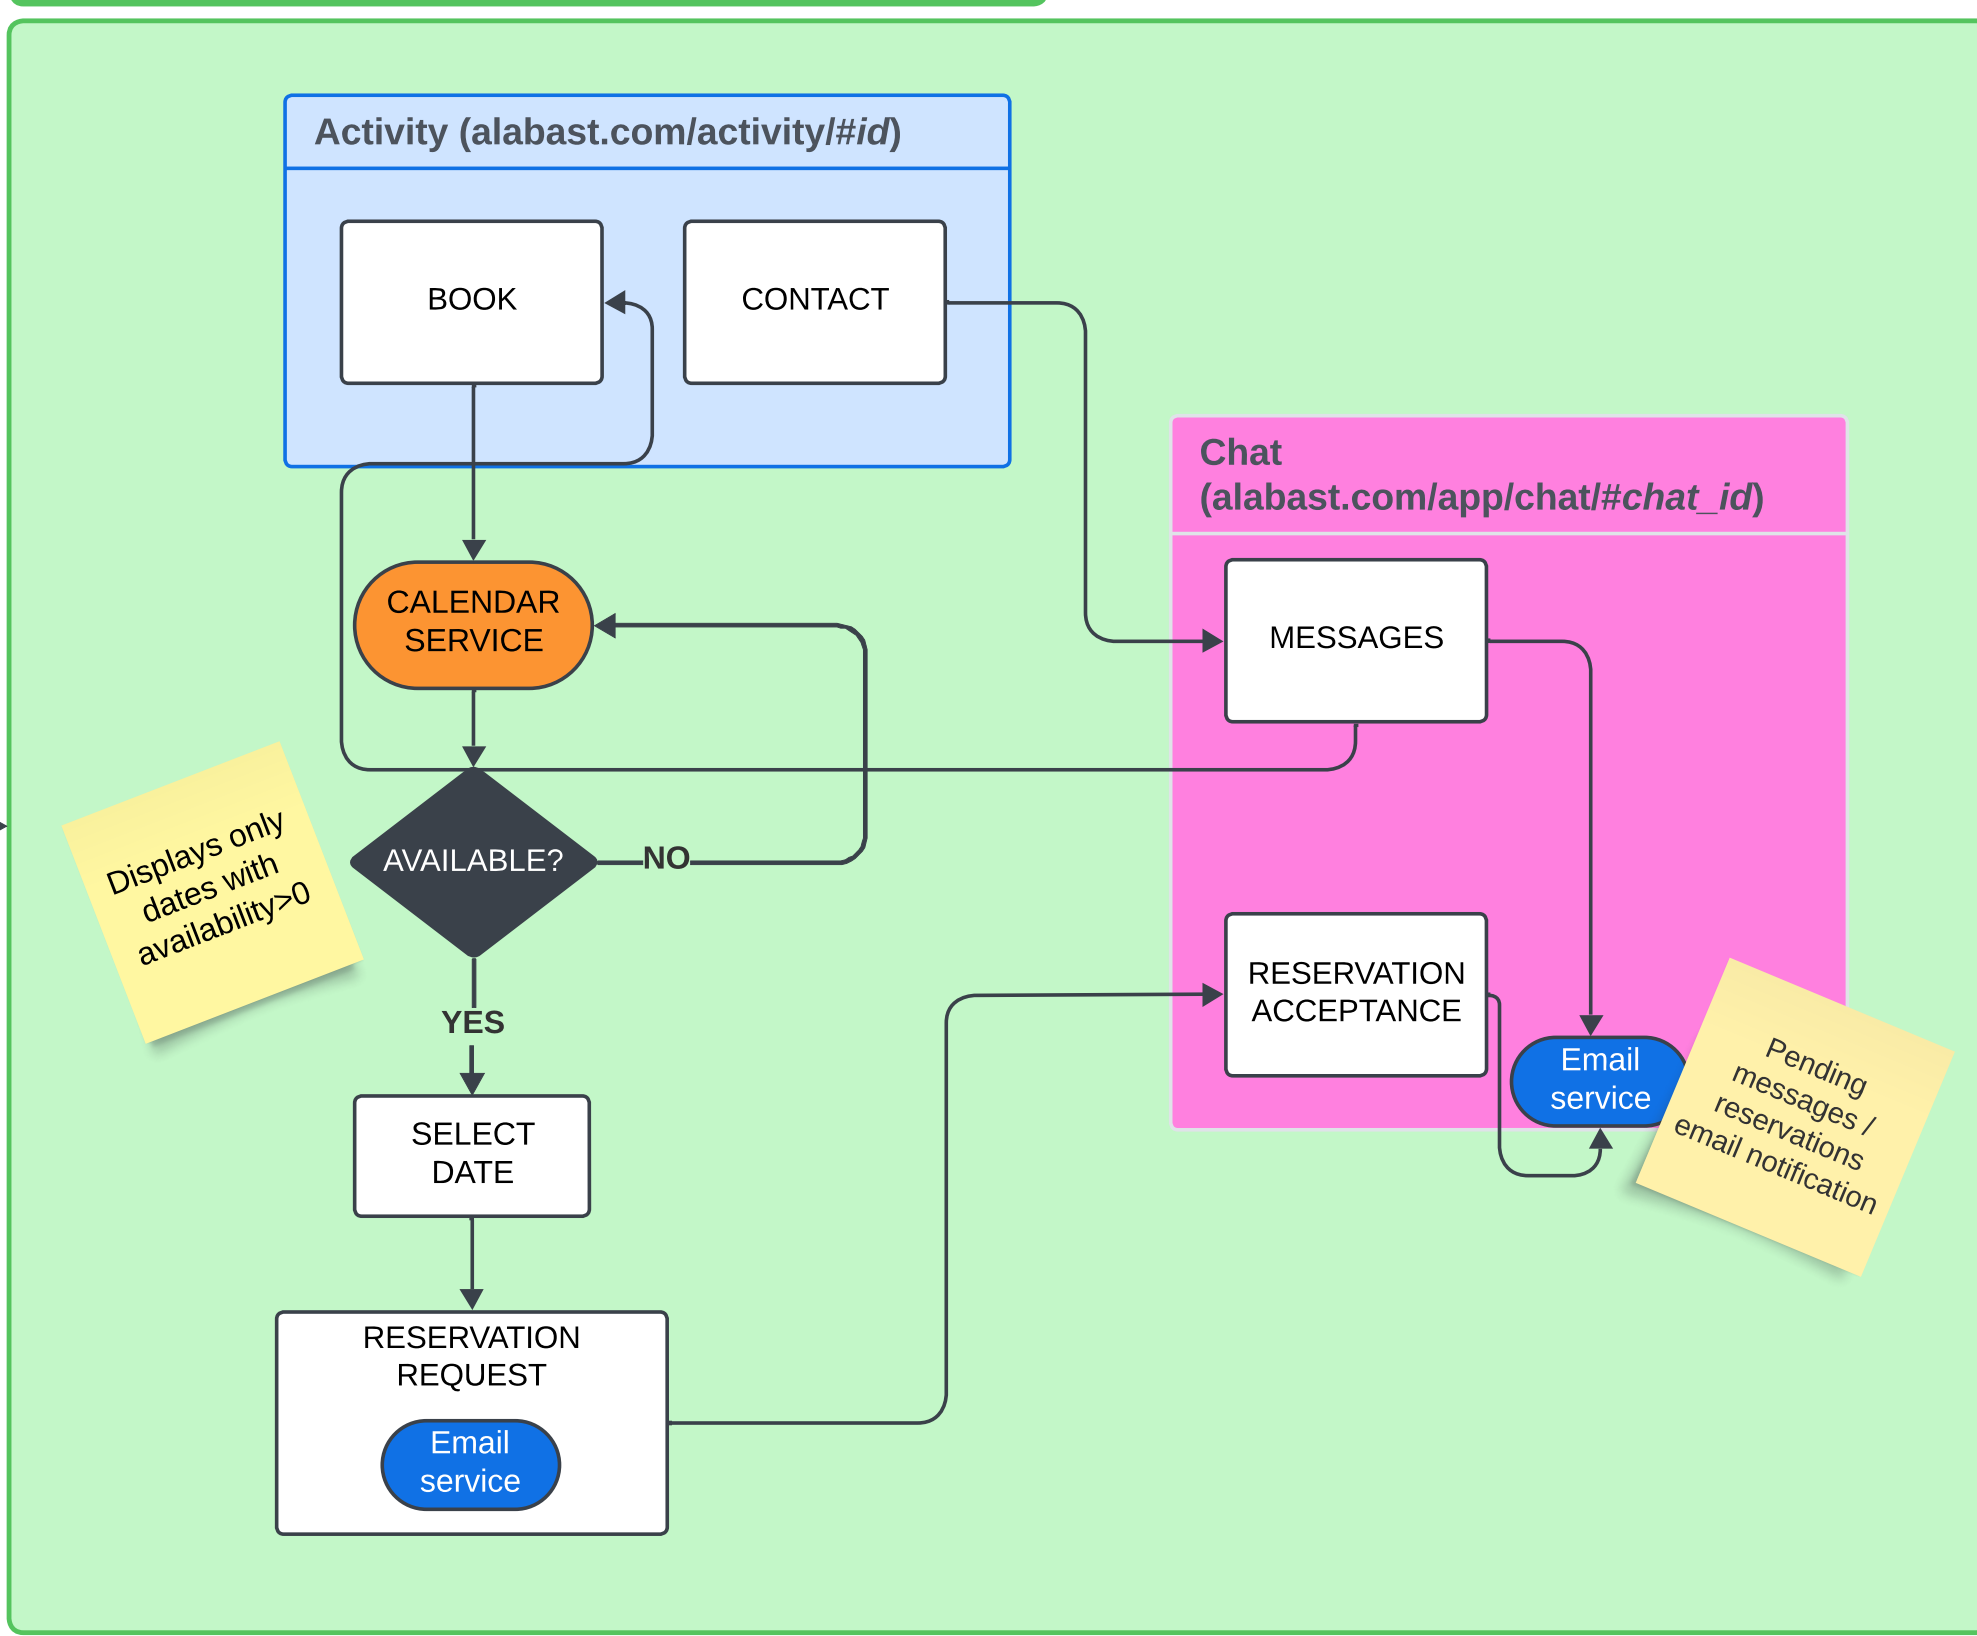 Activity (alabast.com/activity/#id)
BOOK
CONTACT
Chat
(alabast.com/app/chat/#chat_id)
CALENDAR
SERVICE
MESSAGES
Displays only
dates with
availability>0
AVAILABLE?
NO
YES
RESERVATION
ACCEPTANCE
Email
service
Pending
messages /
reservations
email notification
SELECT
DATE
RESERVATION
REQUEST
Email
service